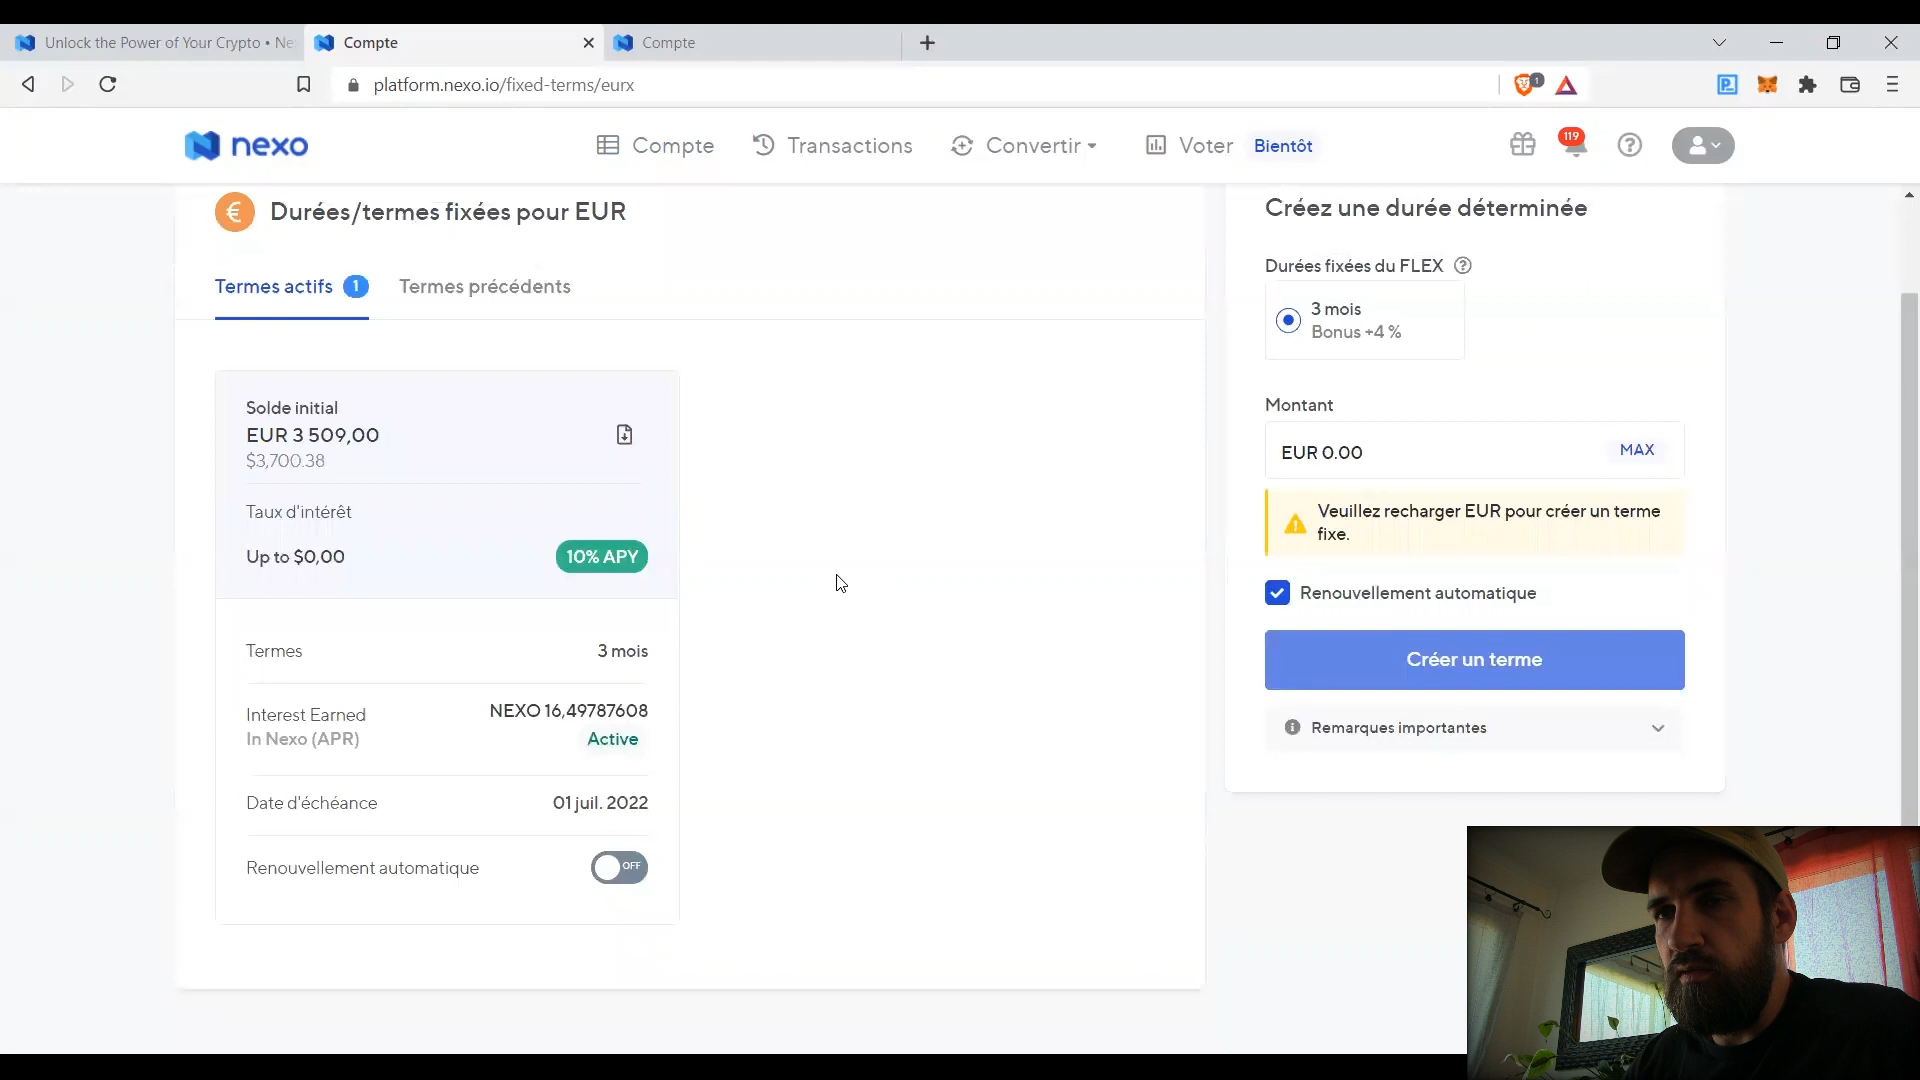 Unlock the Power of Your Crypto • Ne
Compte
Compte
platform.nexo.io/fixed-terms/eurx
1
nexo
Compte
Transactions
Convertir
Voter
Bientôt
119
Durées/termes fixées pour EUR
Termes actifs 1
Termes précédents
Solde initial
EUR 3 509,00
$3,700.38
Taux d'intérêt
Up to $0,00
10% APY
Termes
3 mois
Interest Earned
In Nexo (APR)
NEXO 16,49787608
Active
Date d'échéance
01 juil. 2022
Renouvellement automatique
OFF
Créez une durée déterminée
Durées fixées du FLEX
3 mois
Bonus +4 %
Montant
EUR 0.00
MAX
Veuillez recharger EUR pour créer un terme
fixe.
Renouvellement automatique
Créer un terme
Remarques importantes